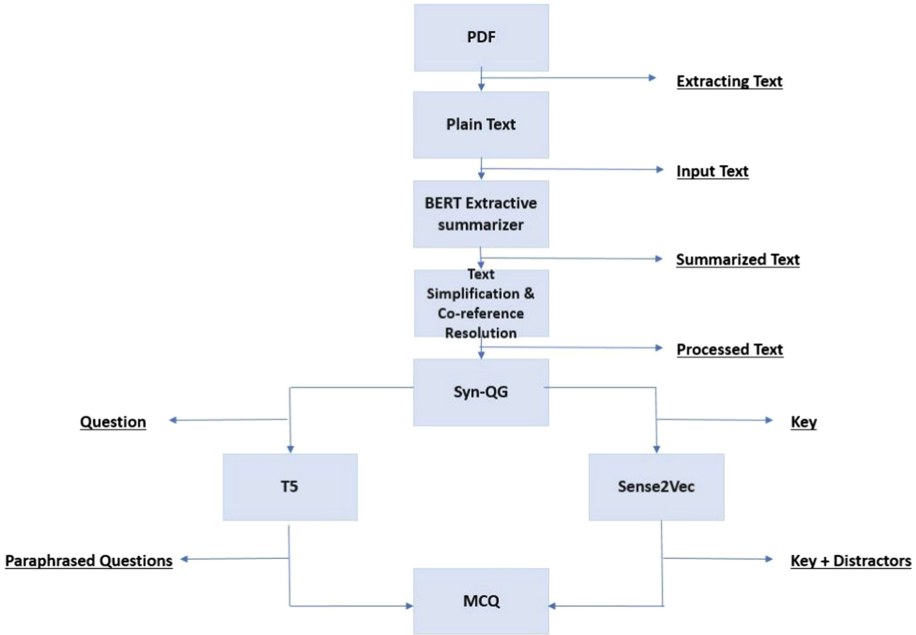 PDF
Extracting Text
Plain Text
Input Text
BERT Extractive
summarizer
Summarized Text
Text
Simplification &
Co-reference
Resolution
Processed Text
Syn-QG
Question
Key
T5
Sense2Vec
Paraphrased Questions
Key + Distractors
MCQ